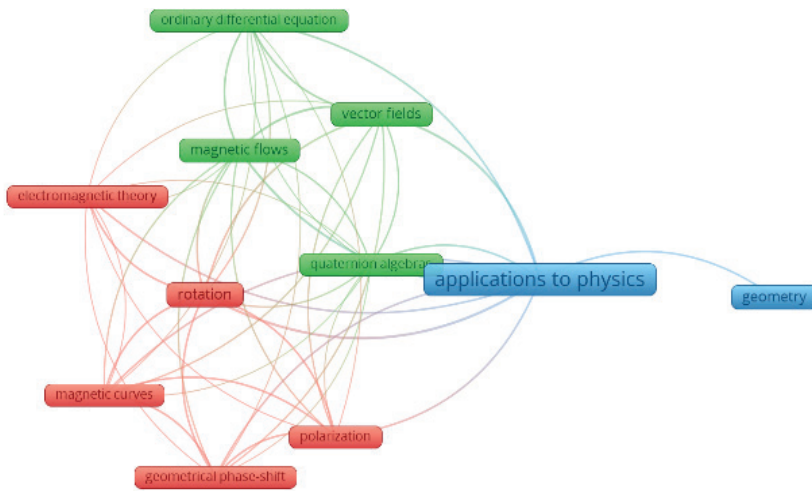 ordinary differential equation
vector fields
magnetic flows
electromagnetic theory
quaternion algebras
applications to physics
rotation
geometry
magnetic curves
polarization
geometrical phase-shift